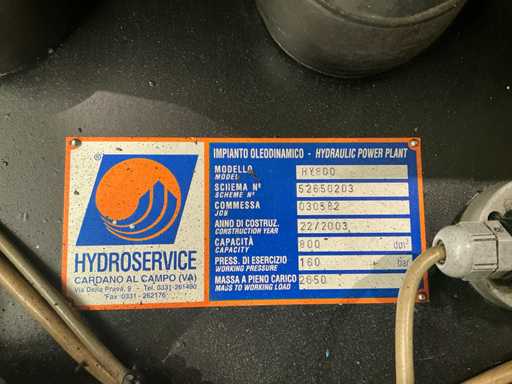 ®
HYDROSERVICE
CARDANO AL CAMPO (VA)
Via Della Prava, 9 - Tel. 0331-261490
Fax 0331-262176
IMPIANTO OLEODINAMICO - HYDRAULIC POWER PLANT
MODELLO HY800
MODEL
SCHEMA N° 52650203
SCHEME N°
COMMESSA 030582
JOB
ANNO DI COSTRUZ. 22/2003
CONSTRUCTION YEAR
CAPACITÀ 800 dm³
CAPACITY
PRESS. DI ESERCIZIO 160 bar
WORKING PRESSURE
MASSA A PIENO CARICO 2650
MAJS TO WORKING LOAD